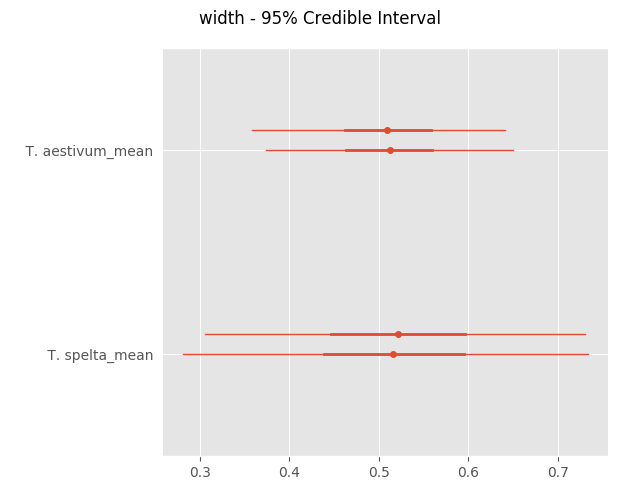 width - 95% Credible Interval
T. aestivum_mean
T. spelta_mean
0.3 0.4 0.5 0.6 0.7